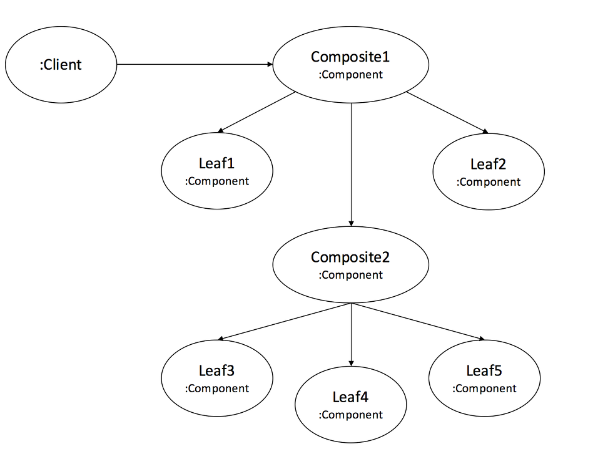 :Client
Composite1
:Component
Leaf1
:Component
Leaf2
:Component
Composite2
:Component
Leaf3
:Component
Leaf4
:Component
Leaf5
:Component